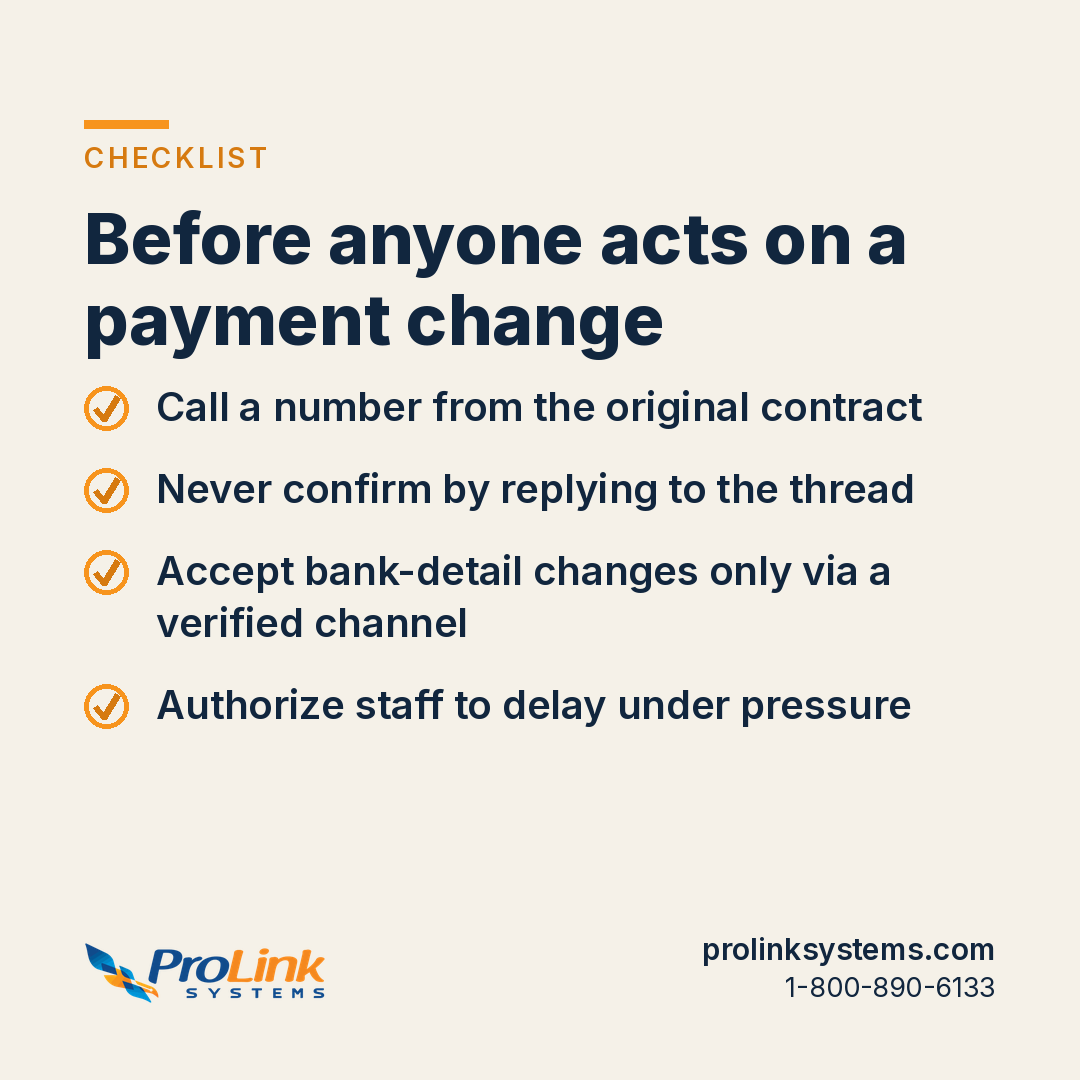 CHECKLIST
Before anyone acts on a
payment change
Call a number from the original contract
Never confirm by replying to the thread
Accept bank-detail changes only via a
verified channel
Authorize staff to delay under pressure
ProLink
SYSTEMS
prolinksystems.com
1-800-890-6133